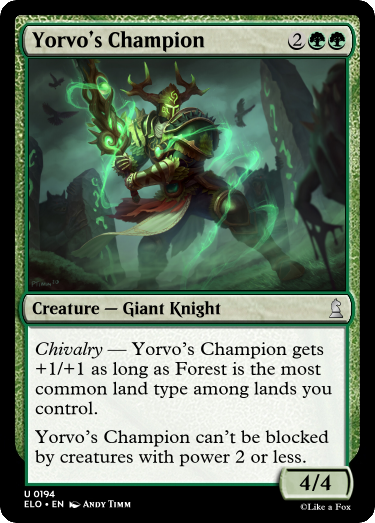 Yorvo's Champion 2
Creature — Giant Knight
Chivalry — Yorvo's Champion gets
+1/+1 as long as Forest is the most
common land type among lands you
control.
Yorvo's Champion can't be blocked
by creatures with power 2 or less.
4/4
U 0194
ELO • EN Andy Timm
©Like a Fox